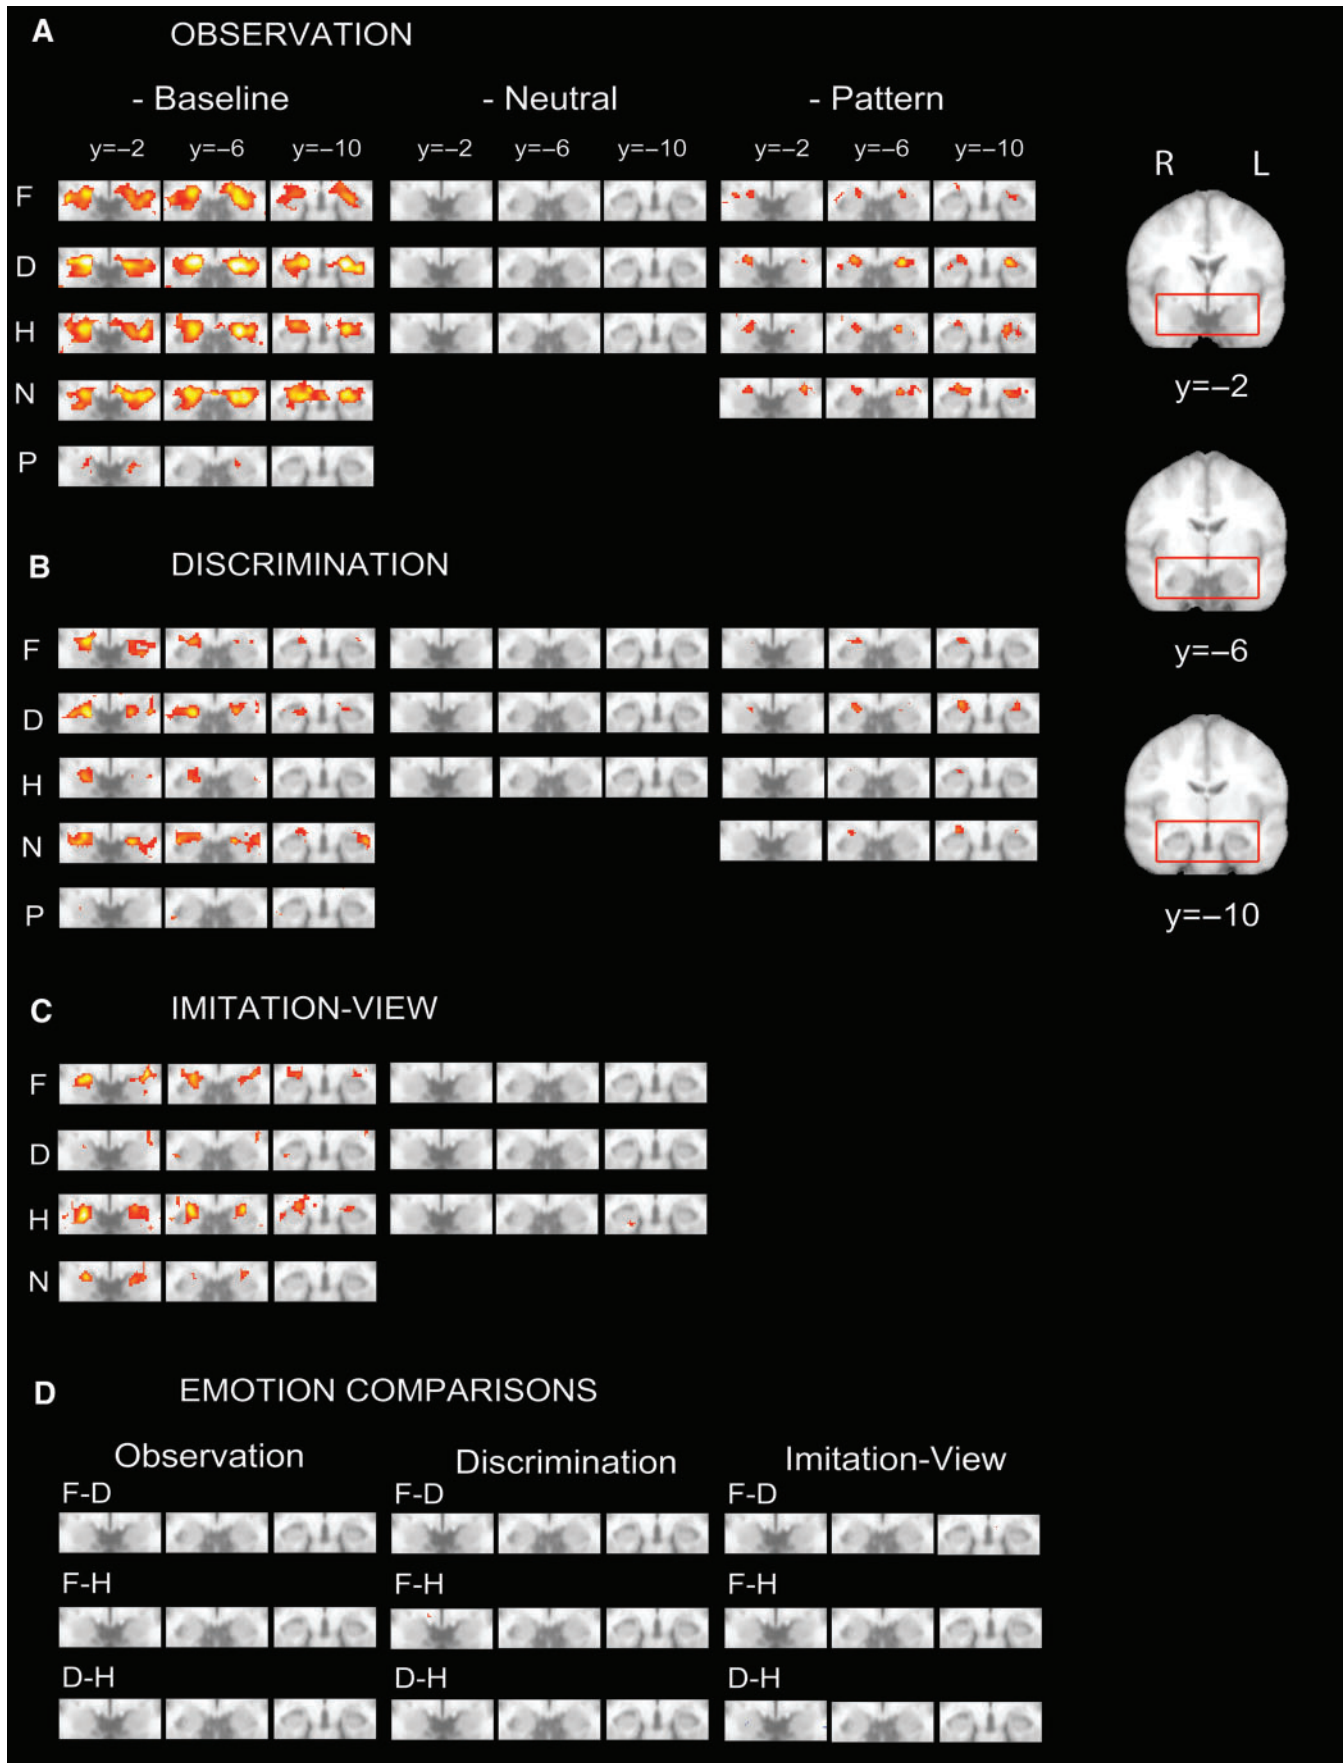 A OBSERVATION
- Baseline - Neutral - Pattern
y=−2 y=−6 y=−10 y=−2 y=−6 y=−10 y=−2 y=−6 y=−10
R L
F
D
H
y=−2
N
P
B DISCRIMINATION
F
y=−6
D
H
N
P
y=−10
C IMITATION-VIEW
F
D
H
N
D EMOTION COMPARISONS
Observation Discrimination Imitation-View
F-D F-D F-D
F-H F-H F-H
D-H D-H D-H